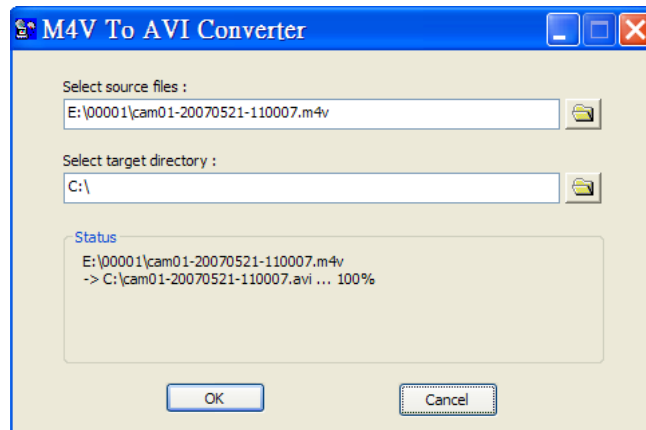 M4V To AVI Converter
Select source files :
E:\00001\cam01-20070521-110007.m4v
Select target directory :
C:\
Status
E:\00001\cam01-20070521-110007.m4v
-> C:\cam01-20070521-110007.avi ... 100%
OK
Cancel